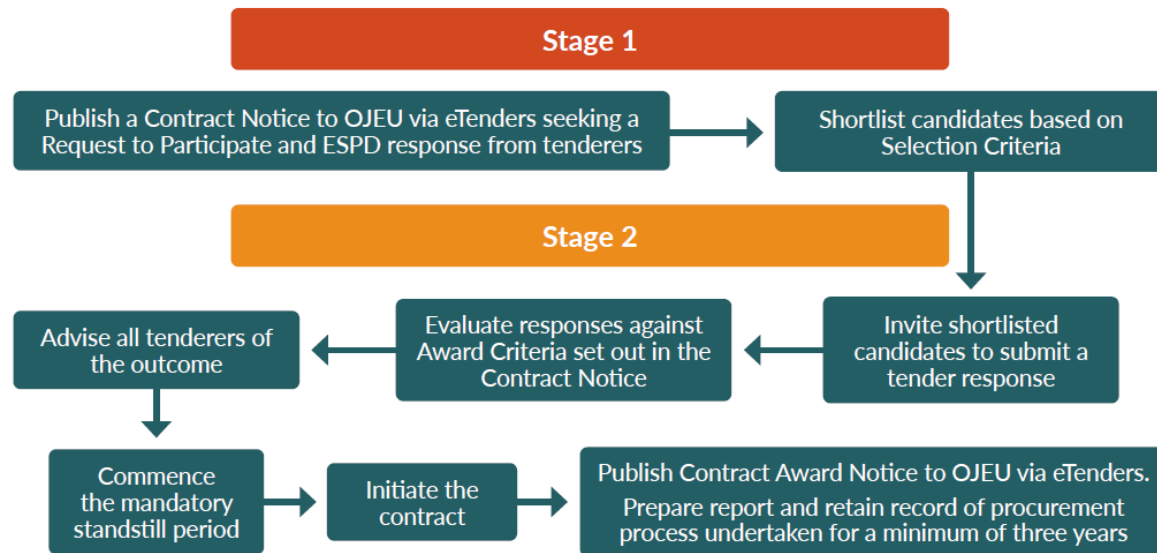 Stage 1
Publish a Contract Notice to OJEU via eTenders seeking a
Request to Participate and ESPD response from tenderers
Shortlist candidates based on
Selection Criteria
Stage 2
Invite shortlisted
candidates to submit a
tender response
Evaluate responses against
Award Criteria set out in the
Contract Notice
Advise all tenderers of
the outcome
Commence
the mandatory
standstill period
Initiate the
contract
Publish Contract Award Notice to OJEU via eTenders.
Prepare report and retain record of procurement
process undertaken for a minimum of three years